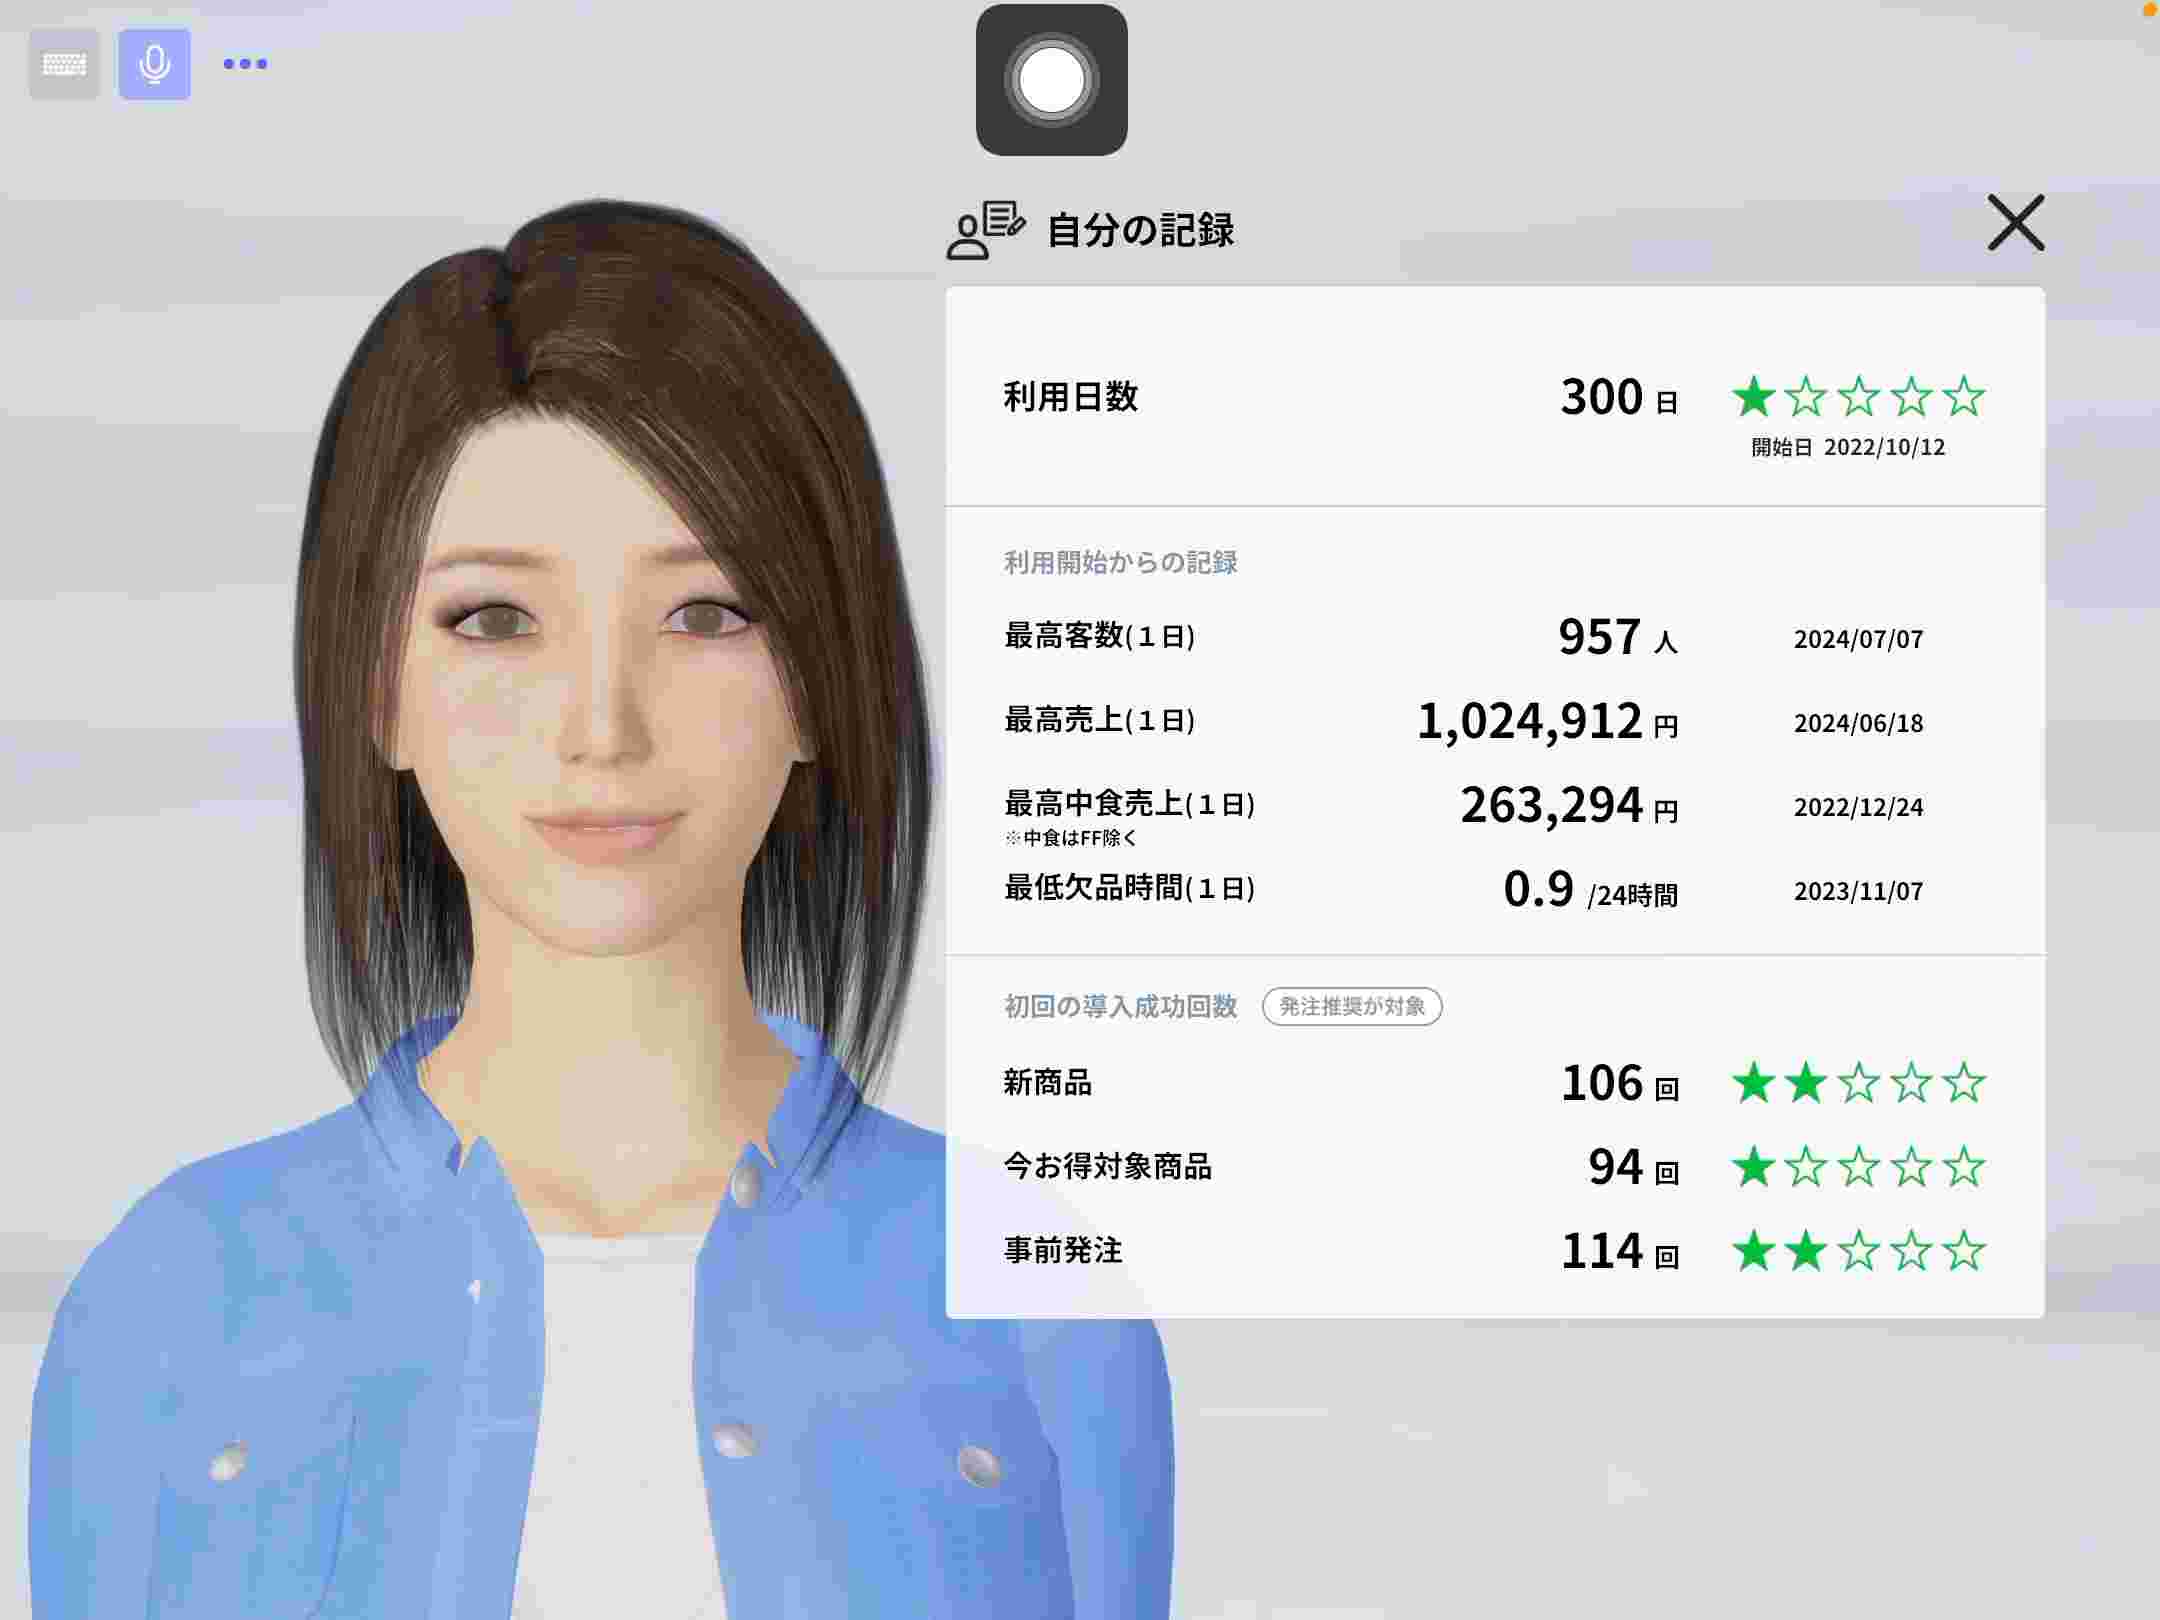 自分の記録
利用日数 300 日 ★☆☆☆☆
開始日 2022/10/12
利用開始からの記録
最高客数(1日) 957 人 2024/07/07
最高売上(1日) 1,024,912 円 2024/06/18
最高中食売上(1日) 263,294 円 2022/12/24
※中食はFF除く
最低欠品時間(1日) 0.9 /24時間 2023/11/07
初回の導入成功回数 発注推奨が対象
新商品 106 回 ★★☆☆☆
今お得対象商品 94 回 ★☆☆☆☆
事前発注 114 回 ★★☆☆☆